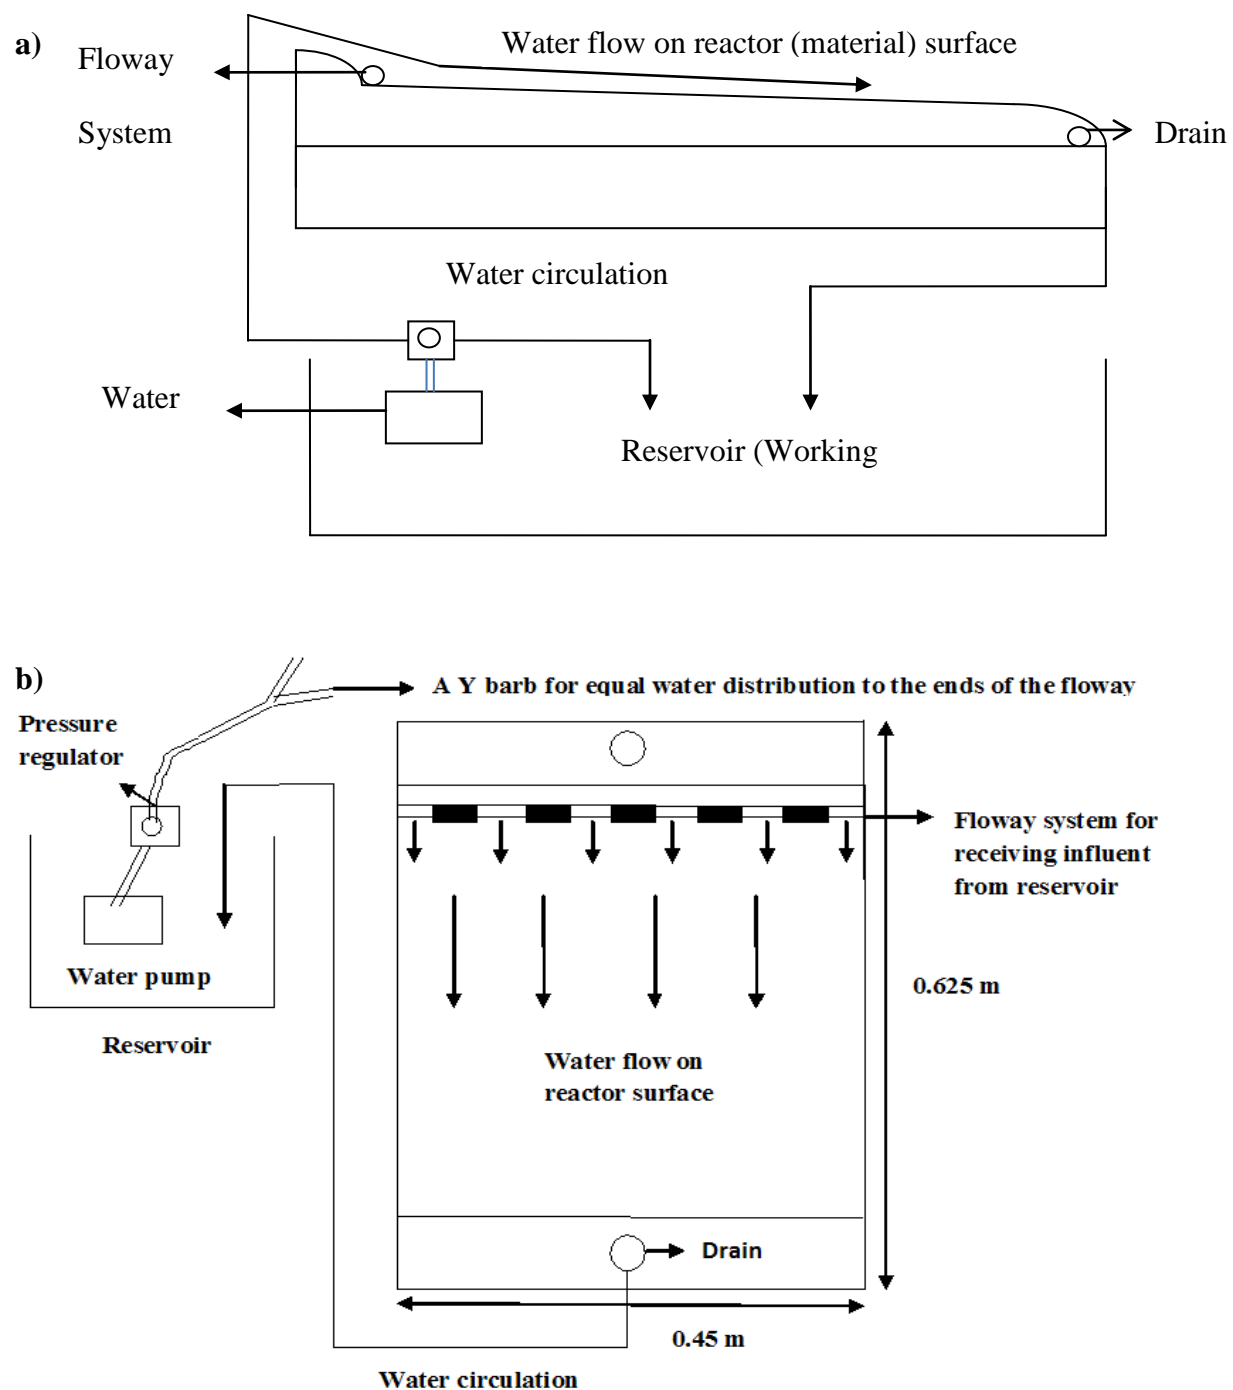 a)
Floway
System
Water flow on reactor (material) surface
Drain
Water circulation
Water
Reservoir (Working
b)
A Y barb for equal water distribution to the ends of the floway
Pressure
regulator
Floway system for
receiving influent
from reservoir
Water pump
Reservoir
0.625 m
Water flow on
reactor surface
Drain
0.45 m
Water circulation